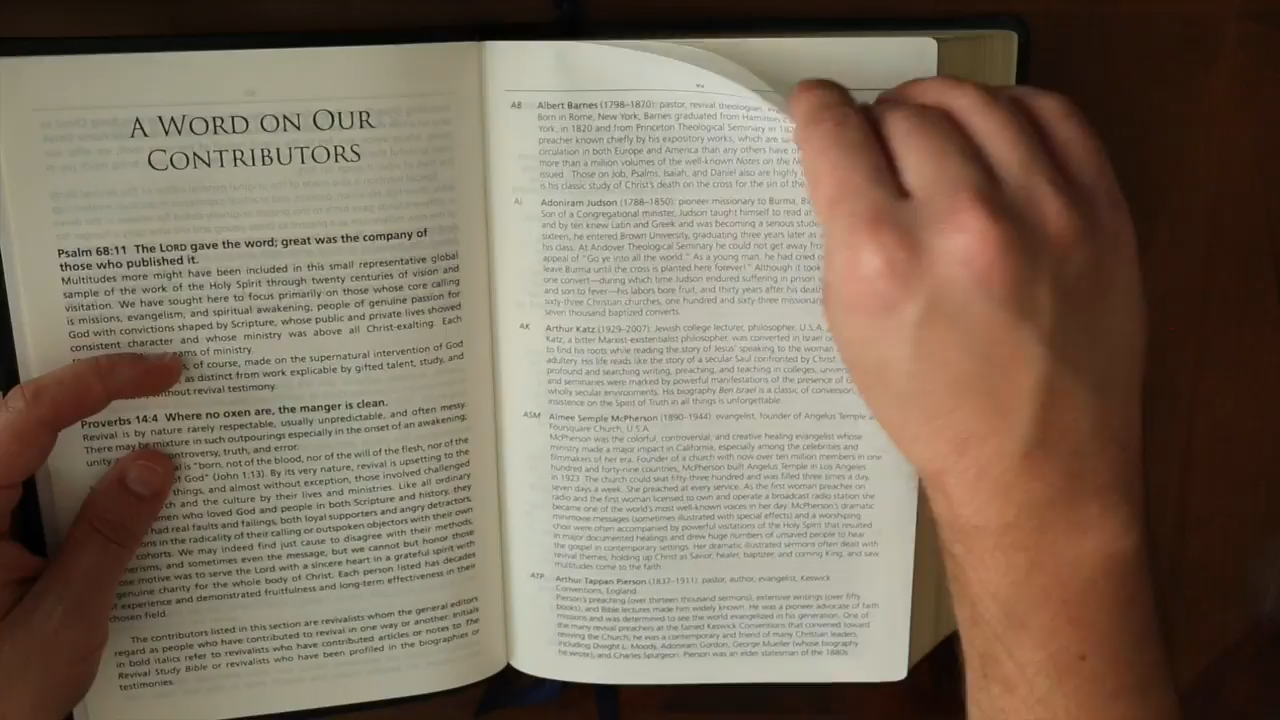 A WORD ON OUR
CONTRIBUTORS
Psalm 68:11 The LORD gave the word; great was the company of
those who published it.
Multitudes more might have been included in this small representative global
sample of the work of the Holy Spirit through twenty centuries of vision and
visitation. We have sought here to focus primarily on those whose core calling
is missions, evangelism, and spiritual awakening, people of genuine passion for
God with convictions shaped by Scripture, whose public and private lives showed
consistent character and whose ministry was above all Christ-exalting. Each
eams of ministry.
of course, made on the supernatural intervention of God
as distinct from work explicable by gifted talent, study, and
without revival testimony.
Proverbs 14:4 Where no oxen are, the manger is clean.
Revival is by nature rarely respectable, usually unpredictable, and often messy.
There may be mixture in such outpourings especially in the onset of an awakening;
unity controversy, truth, and error.
al is "born, not of the blood, nor of the will of the flesh, nor of the
of God" (John 1:13). By its very nature, revival is upsetting to the
things, and almost without exception, those involved challenged
ch and the culture by their lives and ministries. Like all ordinary
men who loved God and people in both Scripture and history, they
had real faults and failings, both loyal supporters and angry detractors,
ons in the radicality of their calling or outspoken objectors with their own
cohorts. We may indeed find just cause to disagree with their methods,
nerisms, and sometimes even the message, but we cannot but honor those
ose motive was to serve the Lord with a sincere heart in a grateful spirit with
genuine charity for the whole body of Christ. Each person listed has decades
f experience and demonstrated fruitfulness and long-term effectiveness in their
chosen field.
The contributors listed in this section are revivalists whom the general editors
regard as people who have contributed to revival in one way or another. Initials
in bold italics refer to revivalists who have contributed articles or notes to The
Revival Study Bible or revivalists who have been profiled in the biographies or
testimonies.
AB Albert Barnes (1798–1870): pastor, revival theologian,
Born in Rome, New York, Barnes graduated from Hamilton
York, in 1820 and from Princeton Theological Seminary in
preacher known chiefly by his expository works, which are
circulation in both Europe and America than any others have
more than a million volumes of the well-known Notes on the
issued. Those on Job, Psalms, Isaiah, and Daniel also are highly
is his classic study of Christ's death on the cross for the sin of the
AJ Adoniram Judson (1788–1850): pioneer missionary to Burma,
Son of a Congregational minister, Judson taught himself to read
and by ten knew Latin and Greek and was becoming a serious
sixteen, he entered Brown University, graduating three years later
his class. At Andover Theological Seminary he could not get away
appeal of "Go ye into all the world." As a young man, he had cried
leave Burma until the cross is planted here forever!" Although it took
one convert—during which time Judson endured suffering in prison
and son to fever—his labors bore fruit, and thirty years after his death
sixty-three Christian churches, one hundred and sixty-three
seven thousand baptized converts.
AK Arthur Katz (1929–2007): Jewish college lecturer, philosopher, U.S.A.
Katz, a bitter Marxist-existentialist philosopher, was converted in Israel
to find his roots while reading the story of Jesus' speaking to the woman
adultery. His life reads like the story of a secular Saul confronted by Christ.
profound and searching writing, preaching, and teaching in colleges,
and seminaries were marked by powerful manifestations of the presence of
wholly secular environments. His biography Ben Israel is a classic of conversion,
insistence on the Spirit of Truth in all things is unforgettable.
ASM Aimee Semple McPherson (1890–1944): evangelist, founder of Angelus Temple
Foursquare Church, U.S.A.
McPherson was the colorful, controversial, and creative healing evangelist whose
ministry made a major impact in California, especially among the celebrities and
filmmakers of her era. Founder of a church with now over ten million members in one
hundred and forty-nine countries, McPherson built Angelus Temple in Los Angeles
in 1923. The church could seat fifty-three hundred and was filled three times a day,
seven days a week. She preached at every service. As the first woman preacher on
radio and the first woman licensed to own and operate a broadcast radio station she
became one of the world's most well-known voices in her day. McPherson's dramatic
minimovie messages (sometimes illustrated with special effects) and a worshiping
choir were often accompanied by powerful visitations of the Holy Spirit that resulted
in major documented healings and drew huge numbers of unsaved people to hear
the gospel in contemporary settings. Her dramatic illustrated sermons often dealt with
revival themes, holding up Christ as Savior, healer, baptizer, and coming King, and saw
multitudes come to the faith.
ATP Arthur Tappan Pierson (1837–1911): pastor, author, evangelist, Keswick
Conventions, England.
Pierson's preaching (over thirteen thousand sermons), extensive writings (over fifty
books), and Bible lectures made him widely known. He was a pioneer advocate of faith
missions and was determined to see the world evangelized in his generation. One of
the many revival preachers at the famed Keswick Conventions that convened toward
reviving the Church, he was a contemporary and friend of many Christian leaders,
including Dwight L. Moody, Adoniram Gordon, George Mueller (whose biography
he wrote), and Charles Spurgeon. Pierson was an elder statesman of the 1880s